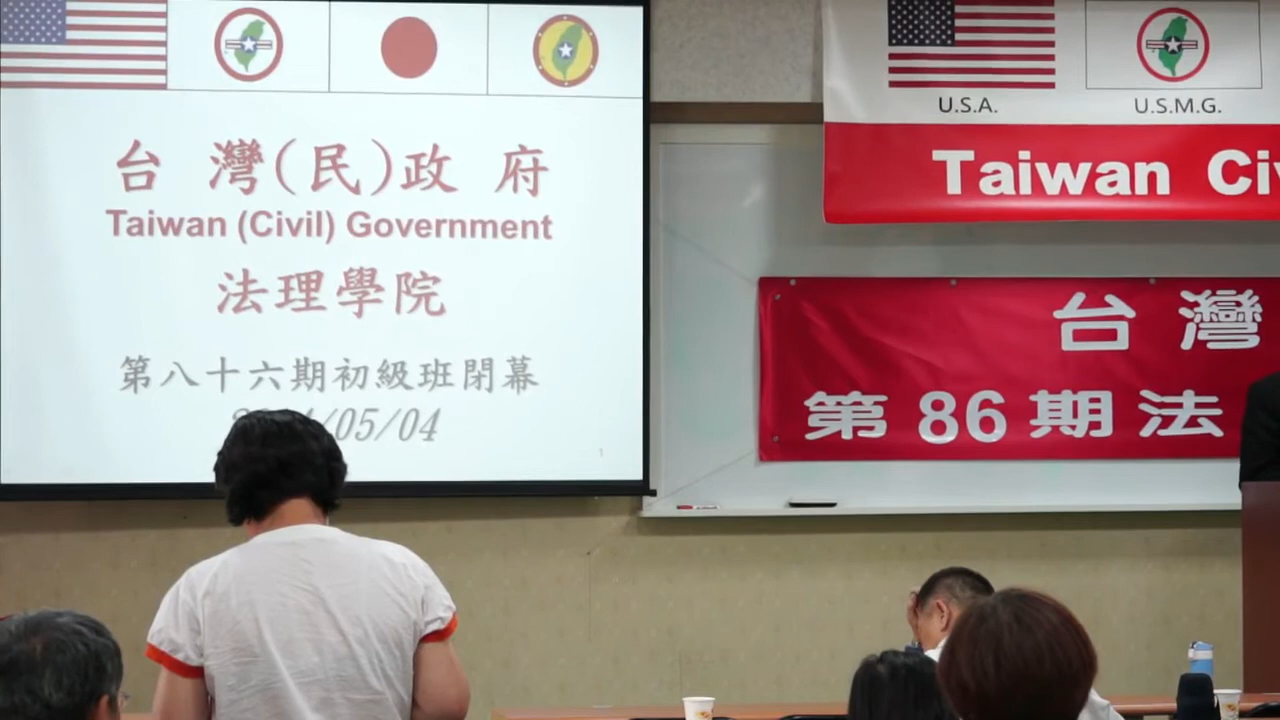 台 灣(民)政 府
Taiwan (Civil) Government
法理學院
第八十六期初級班閉幕
/05/04
1
U.S.A.
U.S.M.G.
Taiwan Civ
台 灣
第 86 期 法